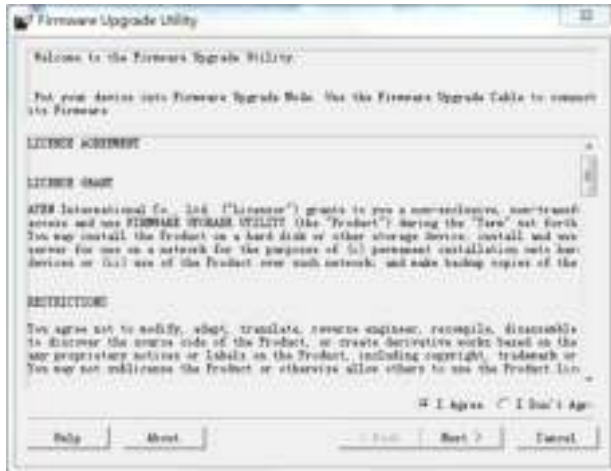 Firmware Upgrade Utility
Welcome to the Firmware Upgrade Utility.
Put your device into Firmware Upgrade Mode. Use the Firmware Upgrade Cable to connect
its Firmware
LICENSE AGREEMENT
LICENSE GRANT
ATEN International Co. Ltd. ("Licensor") grants to you a non-exclusive, non-transf
access and use FIRMWARE UPGRADE UTILITY (the "Product") during the "Term" set forth
You may install the Product on a hard disk or other storage device; install and use
server for use on a network for the purposes of (i) permanent installation onto har
devices or (ii) use of the Product over such network; and make backup copies of the
RESTRICTIONS
You agree not to modify, adapt, translate, reverse engineer, decompile, disassemble
to discover the source code of the Product, or create derivative works based on the
any proprietary notices or labels on the Product, including copyright, trademark or
You may not sublicense the Product or otherwise allow others to use the Product lic
I Agree
I Don't Agr
Help
About
Next >
Cancel